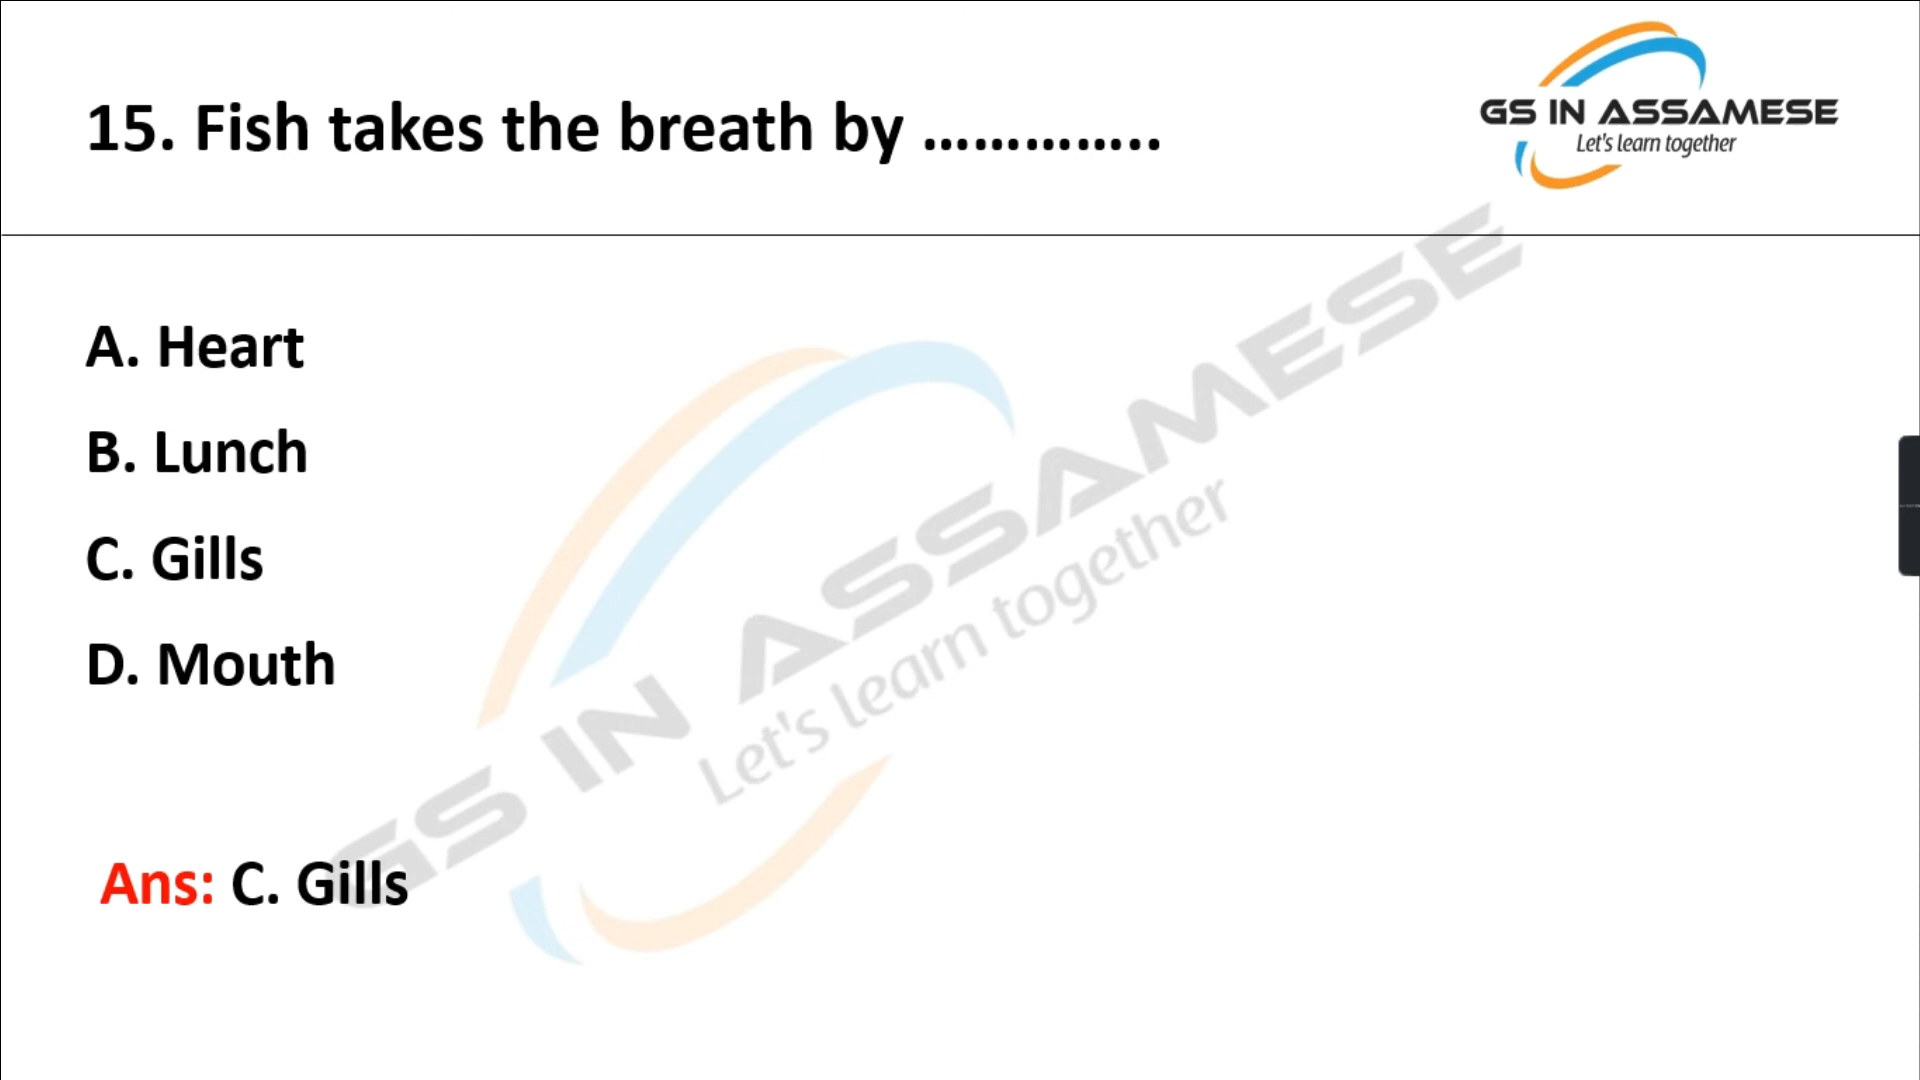 15. Fish takes the breath by …………..
GS IN ASSAMESE
Let's learn together
A. Heart
B. Lunch
C. Gills
D. Mouth
GS IN ASSAMESE
Let's learn together
Ans: C. Gills